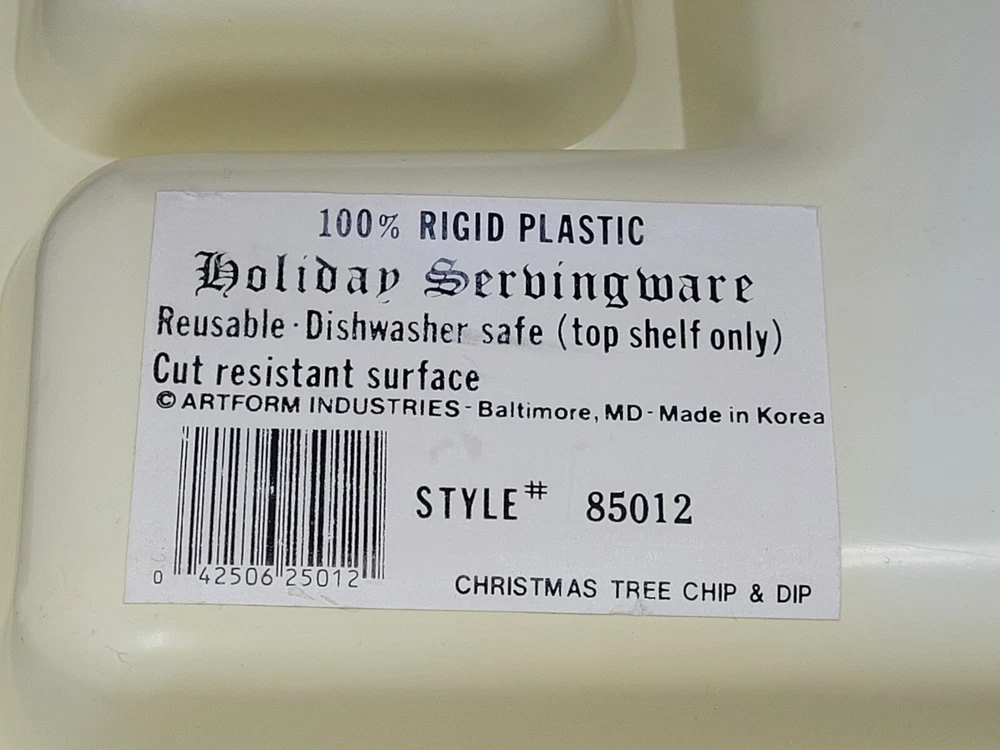 100% RIGID PLASTIC
Holiday Servingware
Reusable · Dishwasher safe (top shelf only)
Cut resistant surface
© ARTFORM INDUSTRIES - Baltimore, MD - Made in Korea
STYLE# 85012
0 42506 25012
CHRISTMAS TREE CHIP & DIP